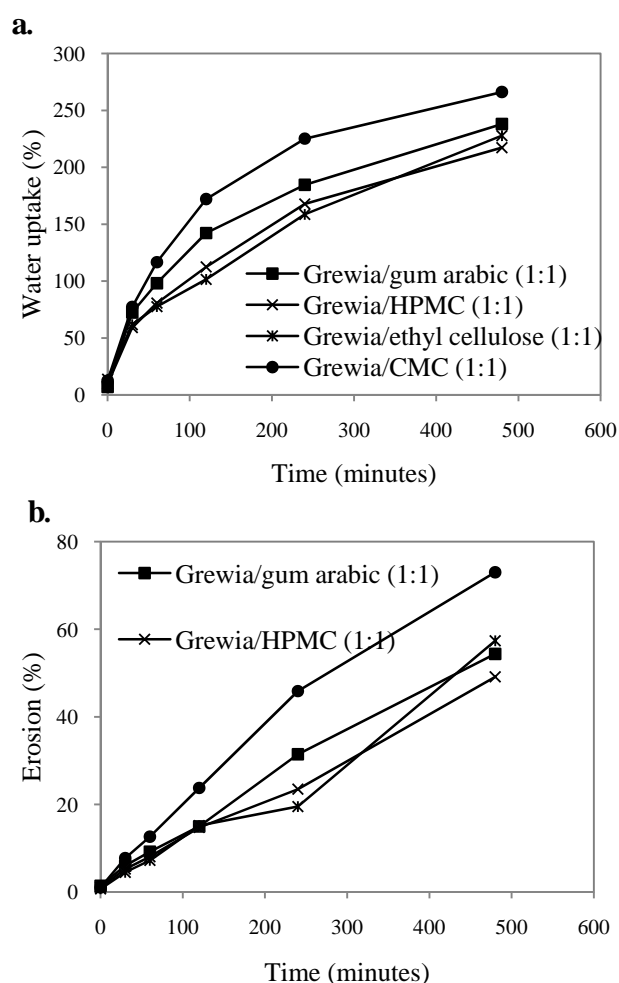 a.
300
250
200
150
100
50
0
Water uptake (%)
Grewia/gum arabic (1:1)
Grewia/HPMC (1:1)
Grewia/ethyl cellulose (1:1)
Grewia/CMC (1:1)
0 100 200 300 400 500 600
Time (minutes)
b.
80
60
40
20
0
Erosion (%)
Grewia/gum arabic (1:1)
Grewia/HPMC (1:1)
0 100 200 300 400 500 600
Time (minutes)